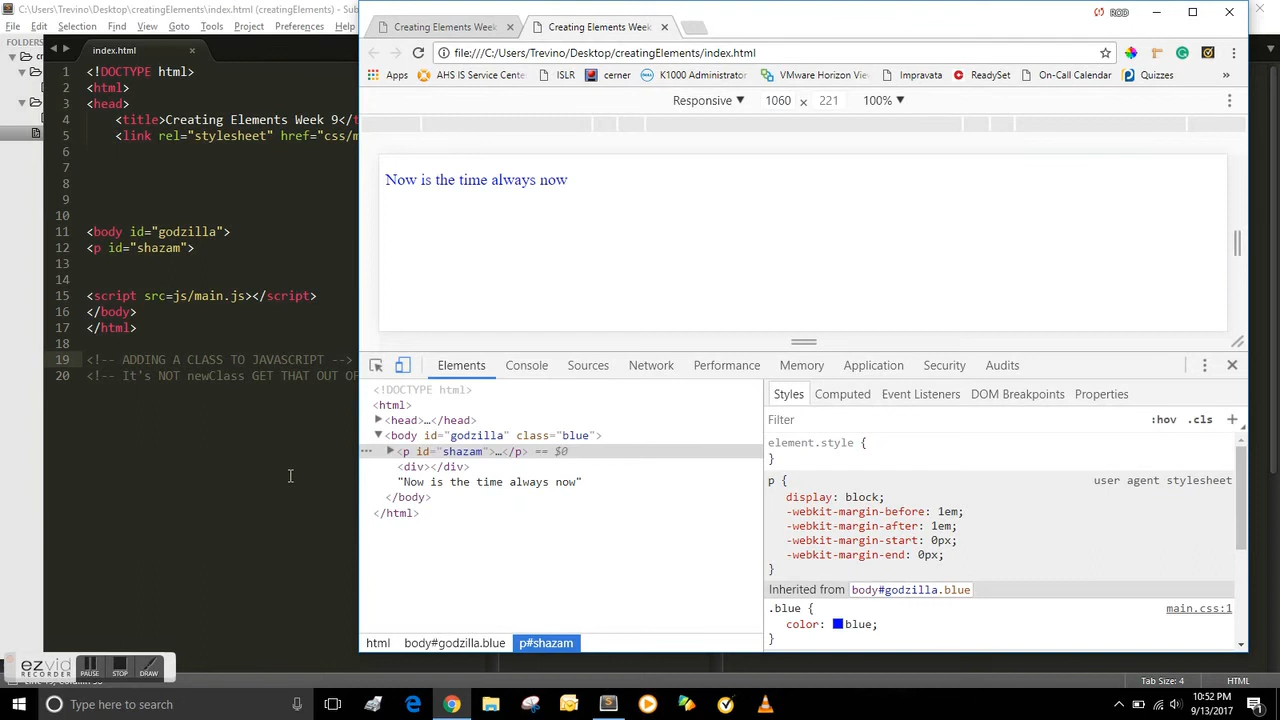 C:\Users\Trevino\Desktop\creatingElements\index.html (creatingElements) - Sub
File Edit Selection Find View Goto Tools Project Preferences Help
FOLDERS
index.html
1 <!DOCTYPE html>
2 <html>
3 <head>
4 <title>Creating Elements Week 9</t
5 <link rel="stylesheet" href="css/m
6
7
8
9
10
11 <body id="godzilla">
12 <p id="shazam">
13
14
15 <script src=js/main.js></script>
16 </body>
17 </html>
18
19 <!-- ADDING A CLASS TO JAVASCRIPT -->
20 <!-- It's NOT newClass GET THAT OUT OF
Creating Elements Week
Creating Elements Week
ROD
file:///C:/Users/Trevino/Desktop/creatingElements/index.html
Apps AHS IS Service Cente ISLR cerner K1000 Administrator VMware Horizon View Impravata ReadySet On-Call Calendar Quizzes »
Responsive ▼ 1060 × 221 100% ▼
Now is the time always now
Elements Console Sources Network Performance Memory Application Security Audits
<!DOCTYPE html>
<html>
<head>…</head>
<body id="godzilla" class="blue">
<p id="shazam">…</p> == $0
<div></div>
"Now is the time always now"
</body>
</html>
html body#godzilla.blue p#shazam
Styles Computed Event Listeners DOM Breakpoints Properties
Filter :hov .cls +
element.style {
}
p { user agent stylesheet
display: block;
-webkit-margin-before: 1em;
-webkit-margin-after: 1em;
-webkit-margin-start: 0px;
-webkit-margin-end: 0px;
}
Inherited from body#godzilla.blue
.blue { main.css:1
color: blue;
}
ezvid
RECORDER
PAUSE STOP DRAW
Tab Size: 4 HTML
Type here to search
10:52 PM
9/13/2017